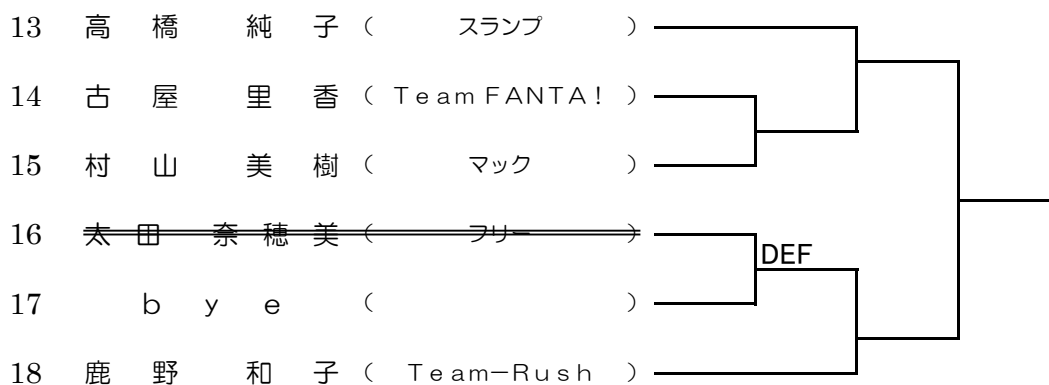 13 高橋 純子 ( スランプ )
14 古屋 里香 ( Team FANTA! )
15 村山 美樹 ( マック )
16 太田 奈穂美 ( フリー )
DEF
17 bye ( )
18 鹿野 和子 ( Team-Rush )